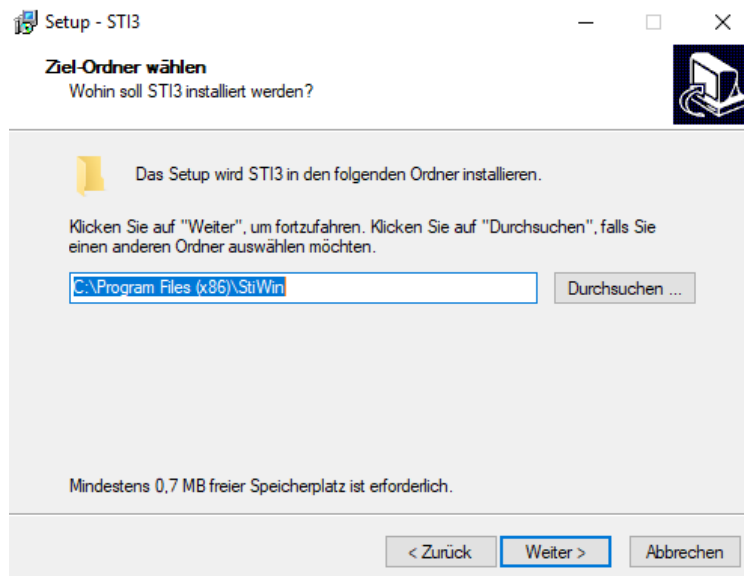 Setup - STI3
Ziel-Ordner wählen
Wohin soll STI3 installiert werden?
Das Setup wird STI3 in den folgenden Ordner installieren.
Klicken Sie auf "Weiter", um fortzufahren. Klicken Sie auf "Durchsuchen", falls Sie
einen anderen Ordner auswählen möchten.
C:\Program Files (x86)\StiWin
Durchsuchen ...
Mindestens 0,7 MB freier Speicherplatz ist erforderlich.
< Zurück
Weiter >
Abbrechen